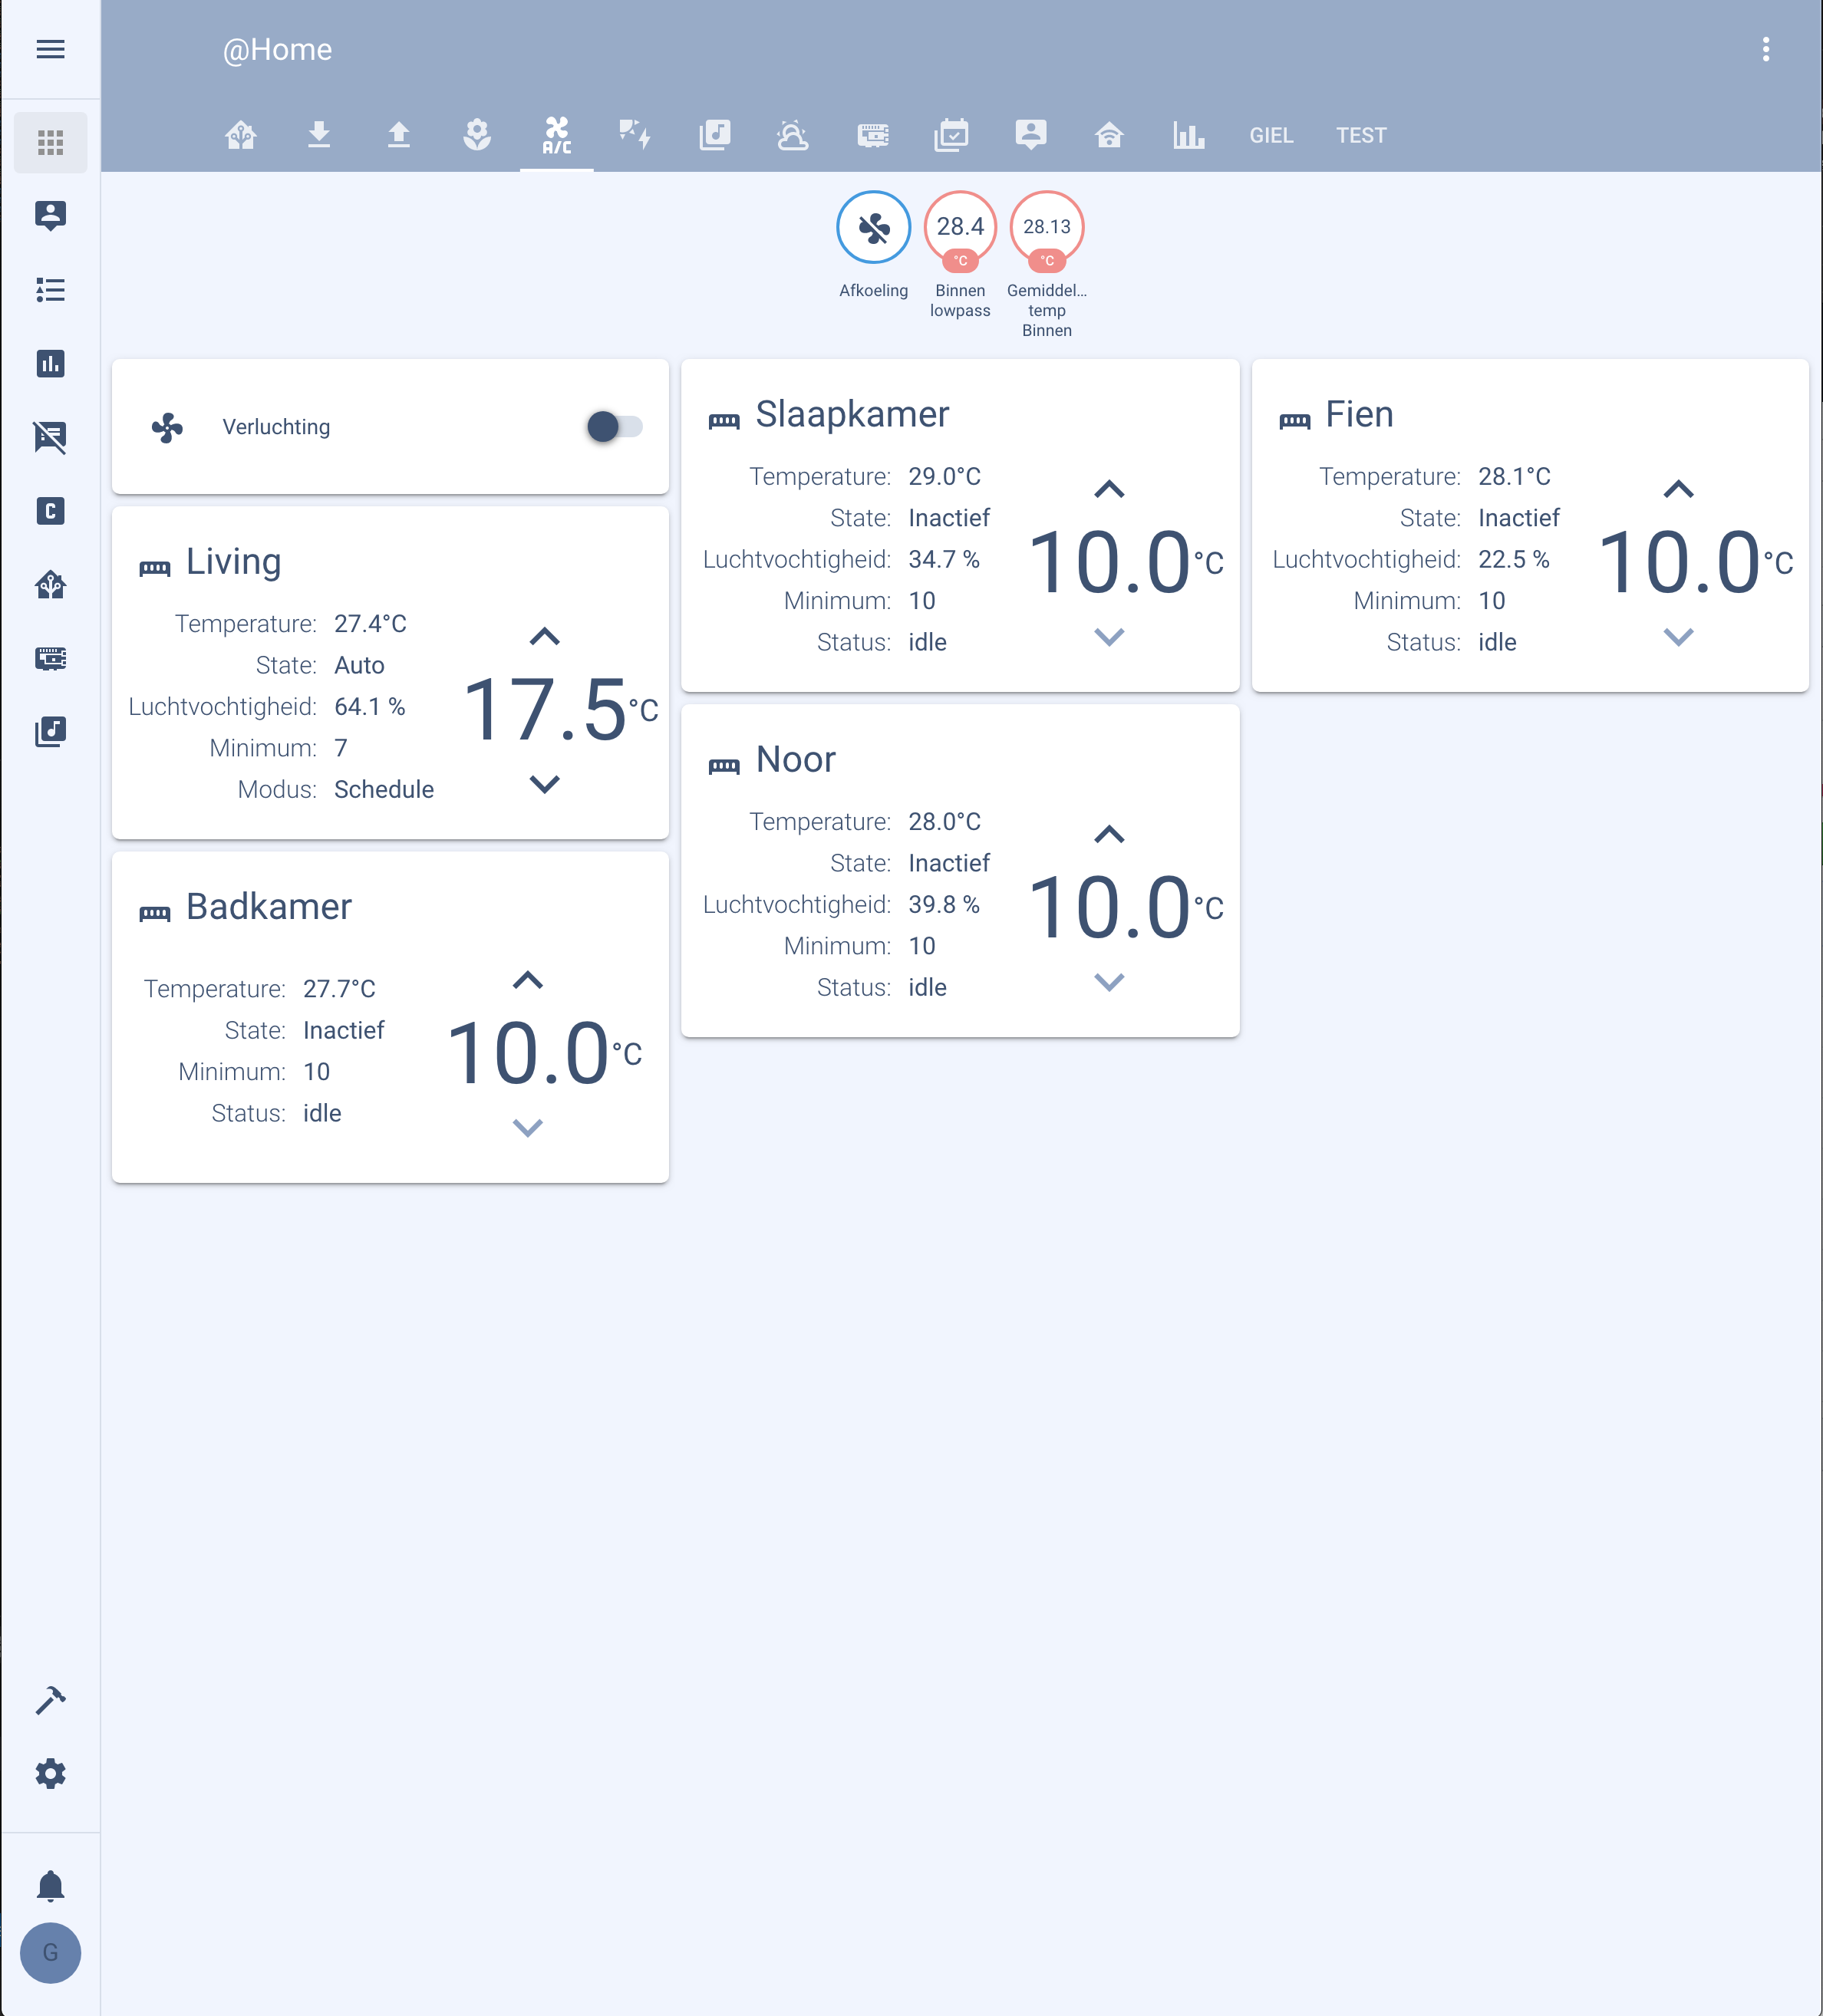 @Home
A/C
GIEL
TEST
28.4
28.13
°C
°C
Afkoeling
Binnen
lowpass
Gemiddel...
temp
Binnen
Verluchting
Living
Temperature: 27.4°C
State: Auto
Luchtvochtigheid: 64.1 %
Minimum: 7
Modus: Schedule
17.5°C
Badkamer
Temperature: 27.7°C
State: Inactief
Minimum: 10
Status: idle
10.0°C
Slaapkamer
Temperature: 29.0°C
State: Inactief
Luchtvochtigheid: 34.7 %
Minimum: 10
Status: idle
10.0°C
Noor
Temperature: 28.0°C
State: Inactief
Luchtvochtigheid: 39.8 %
Minimum: 10
Status: idle
10.0°C
Fien
Temperature: 28.1°C
State: Inactief
Luchtvochtigheid: 22.5 %
Minimum: 10
Status: idle
10.0°C
C
G